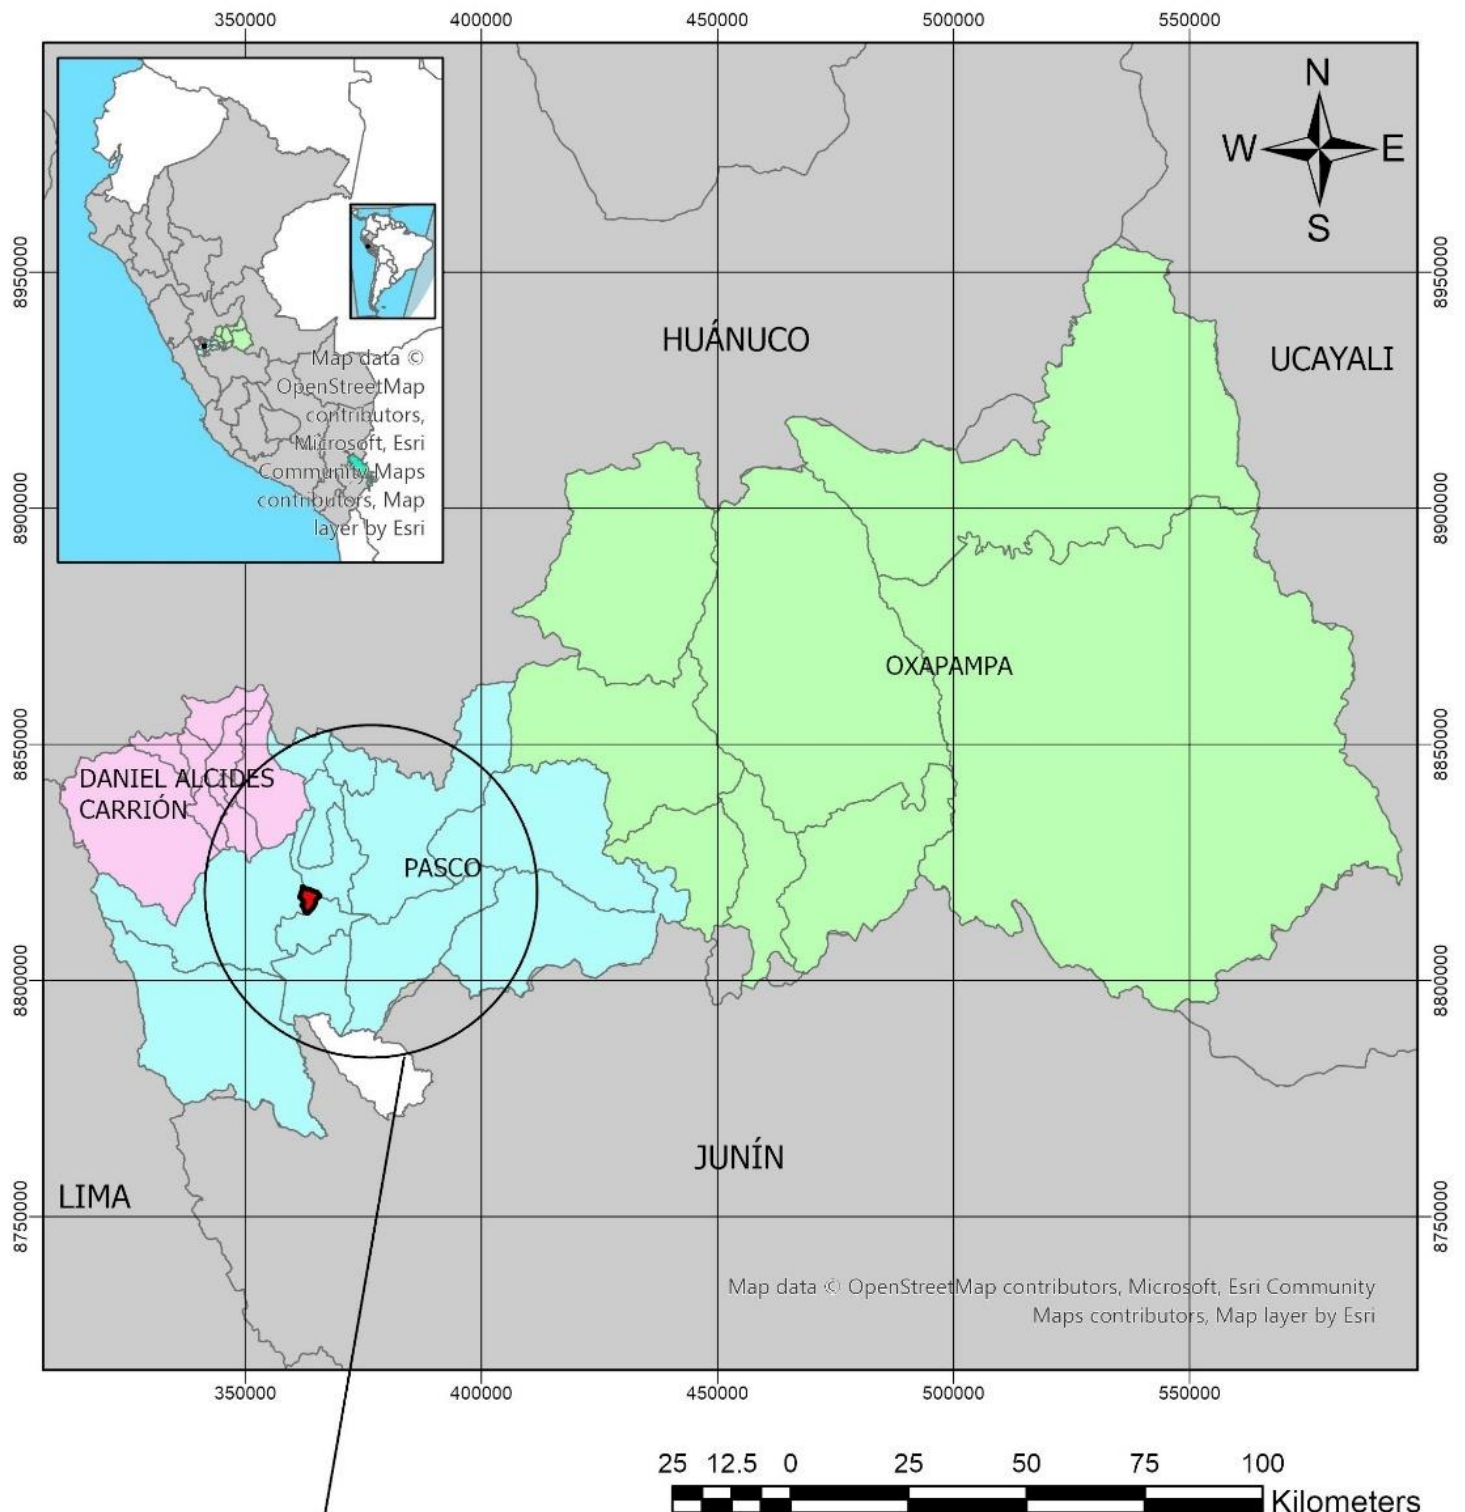 350000 400000 450000 500000 550000
N
W E
S
8950000 8950000
HUÁNUCO
UCAYALI
Map data ©
OpenStreetMap
contributors,
Microsoft, Esri
Community Maps
contributors, Map
layer by Esri
8900000 8900000
OXAPAMPA
8850000 8850000
DANIEL ALCIDES
CARRIÓN
PASCO
8800000 8800000
JUNÍN
LIMA
8750000 8750000
Map data © OpenStreetMap contributors, Microsoft, Esri Community
Maps contributors, Map layer by Esri
350000 400000 450000 500000 550000
25 12.5 0 25 50 75 100
Kilometers